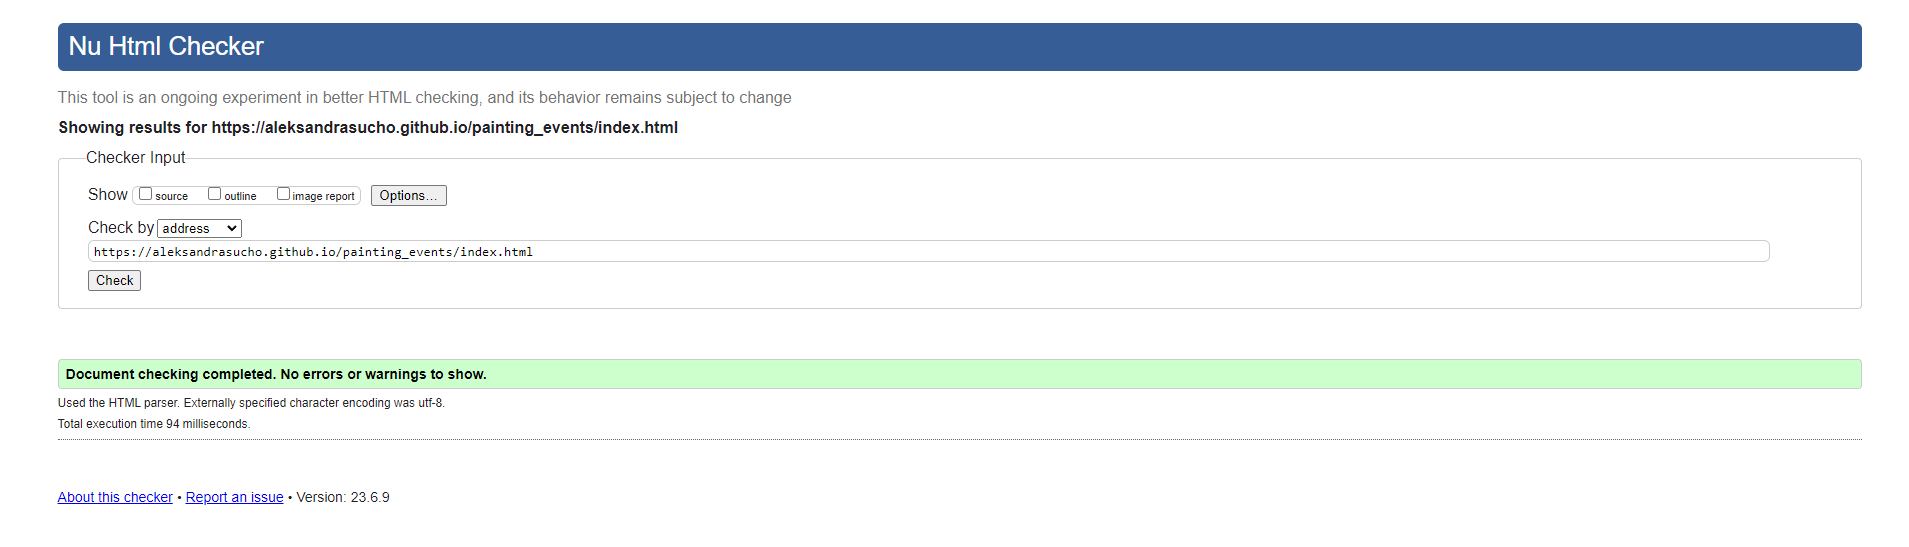 Nu Html Checker
This tool is an ongoing experiment in better HTML checking, and its behavior remains subject to change
Showing results for https://aleksandrasucho.github.io/painting_events/index.html
Checker Input
Show source outline image report Options...
Check by address
https://aleksandrasucho.github.io/painting_events/index.html
Check
Document checking completed. No errors or warnings to show.
Used the HTML parser. Externally specified character encoding was utf-8.
Total execution time 94 milliseconds.
About this checker • Report an issue • Version: 23.6.9